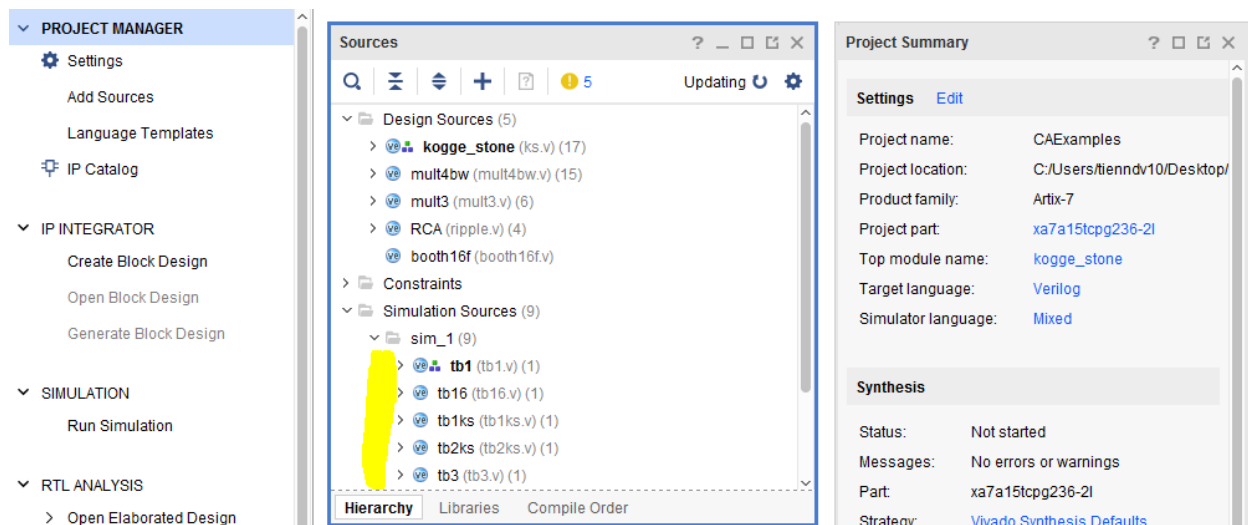 PROJECT MANAGER
Settings
Add Sources
Language Templates
IP Catalog
IP INTEGRATOR
Create Block Design
Open Block Design
Generate Block Design
SIMULATION
Run Simulation
RTL ANALYSIS
Open Elaborated Design
Sources
5
Updating
Design Sources (5)
kogge_stone (ks.v) (17)
mult4bw (mult4bw.v) (15)
mult3 (mult3.v) (6)
RCA (ripple.v) (4)
booth16f (booth16f.v)
Constraints
Simulation Sources (9)
sim_1 (9)
tb1 (tb1.v) (1)
tb16 (tb16.v) (1)
tb1ks (tb1ks.v) (1)
tb2ks (tb2ks.v) (1)
tb3 (tb3.v) (1)
Hierarchy Libraries Compile Order
Project Summary
Settings Edit
Project name: CAExamples
Project location: C:/Users/tienndv10/Desktop/
Product family: Artix-7
Project part: xa7a15tcpg236-2I
Top module name: kogge_stone
Target language: Verilog
Simulator language: Mixed
Synthesis
Status: Not started
Messages: No errors or warnings
Part: xa7a15tcpg236-2I
Strategy: Vivado Synthesis Defaults